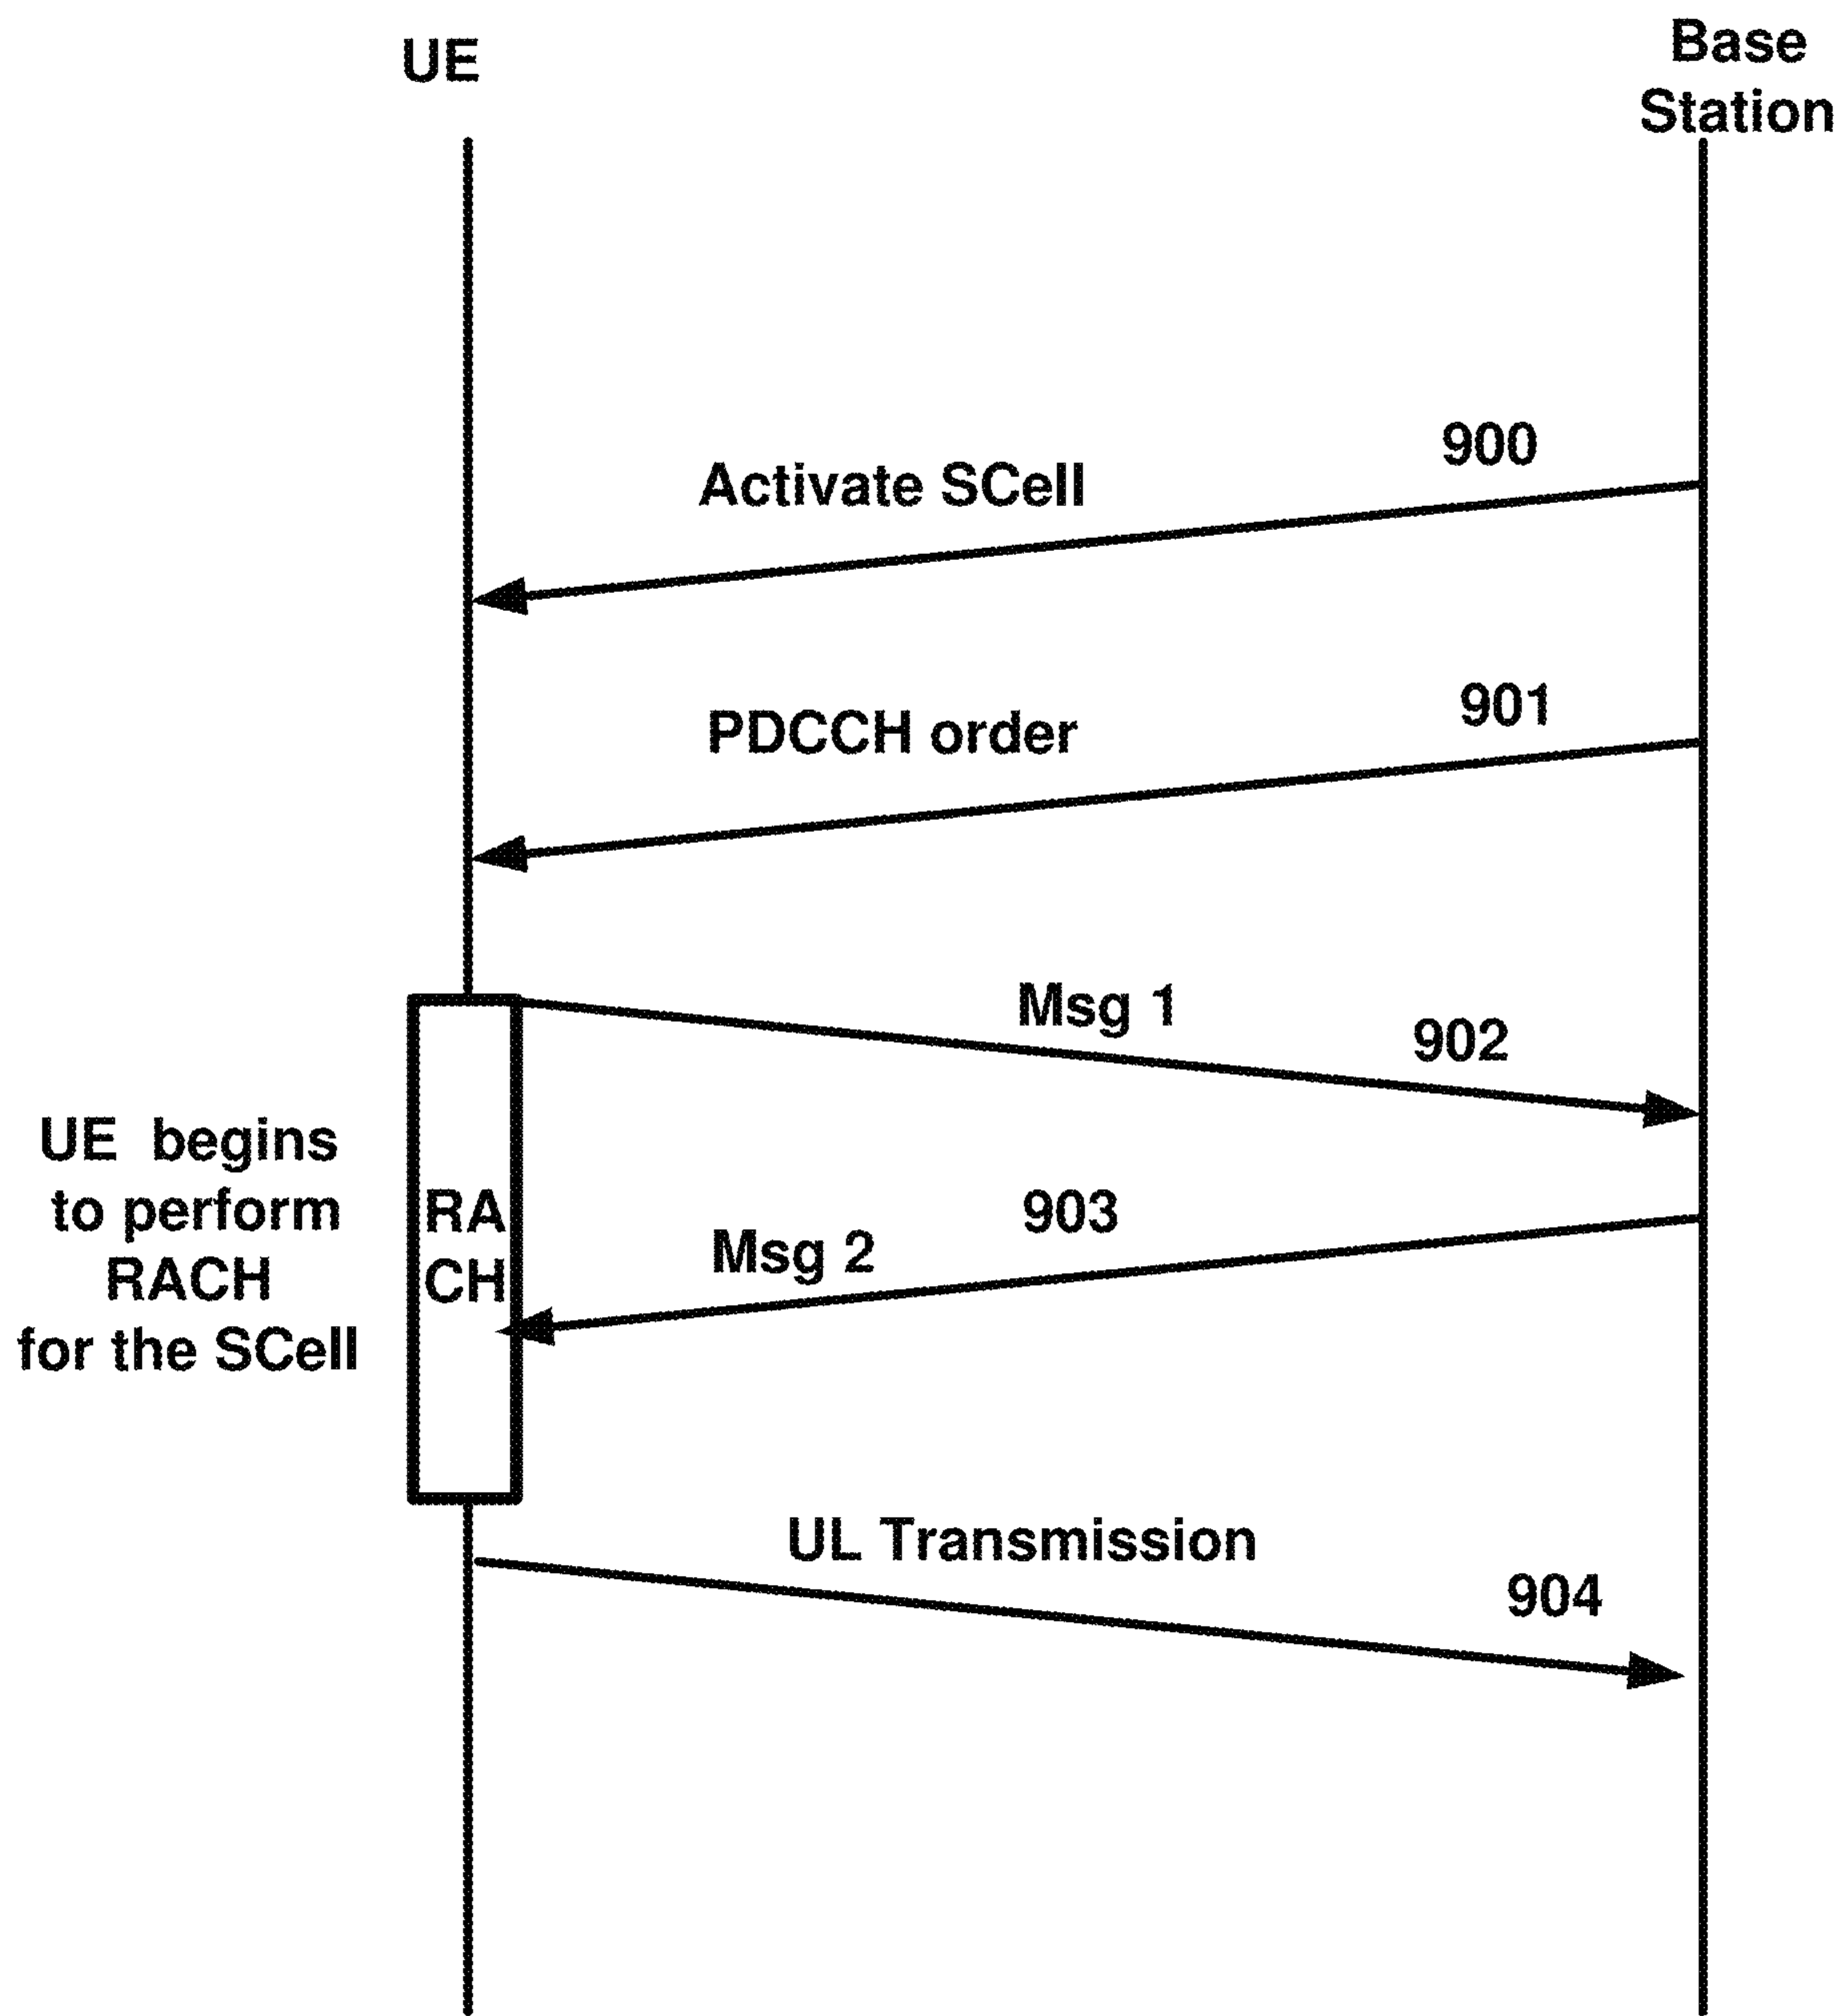 UE
Base
Station
900
Activate SCell
901
PDCCH order
Msg 1
902
UE begins
to perform
RACH
for the SCell
RA
CH
903
Msg 2
UL Transmission
904